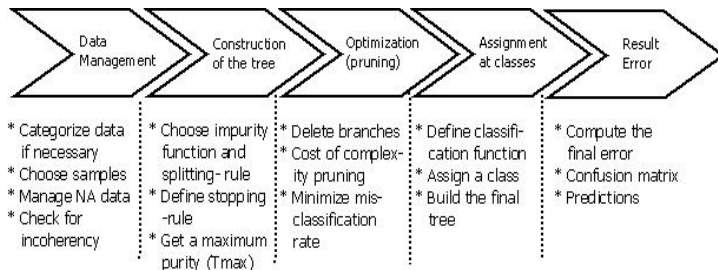 Data
Management
Construction
of the tree
Optimization
(pruning)
Assignment
at classes
Result
Error
* Categorize data
if necessary
* Choose samples
* Manage NA data
* Check for
incoherency
* Choose impurity
function and
splitting- rule
* Define stopping
-rule
* Get a maximum
purity (Tmax)
* Delete branches
* Cost of complex-
ity pruning
* Minimize mis-
classification
rate
* Define classifi-
cation function
* Assign a class
* Build the final
tree
* Compute the
final error
* Confusion matrix
* Predictions